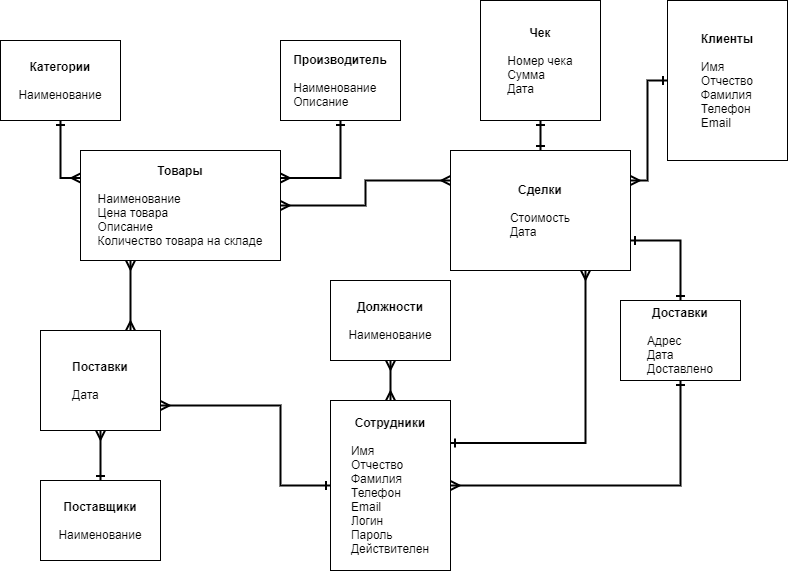 Категории
Наименование
Производитель
Наименование
Описание
Чек
Номер чека
Сумма
Дата
Клиенты
Имя
Отчество
Фамилия
Телефон
Email
Товары
Наименование
Цена товара
Описание
Количество товара на складе
Сделки
Стоимость
Дата
Должности
Наименование
Доставки
Адрес
Дата
Доставлено
Поставки
Дата
Сотрудники
Имя
Отчество
Фамилия
Телефон
Email
Логин
Пароль
Действителен
Поставщики
Наименование